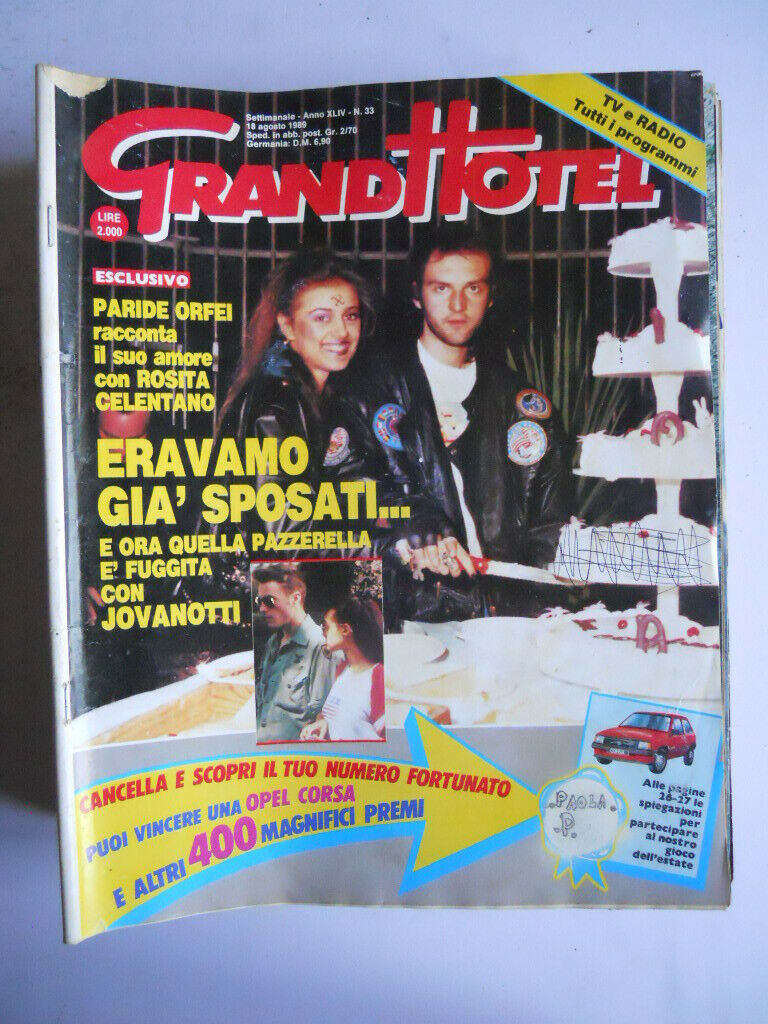 Settimanale - Anno XLIV - N. 33
18 agosto 1989
Sped. in abb. post. Gr. 2/70
Germania: D.M. 6,90
TV e RADIO
Tutti i programmi
GRAND HOTEL
LIRE
2.000
ESCLUSIVO
PARIDE ORFEI
racconta
il suo amore
con ROSITA
CELENTANO
ERAVAMO
GIA' SPOSATI...
E ORA QUELLA PAZZERELLA
E' FUGGITA
CON
JOVANOTTI
CANCELLA E SCOPRI IL TUO NUMERO FORTUNATO
PUOI VINCERE UNA OPEL CORSA
E ALTRI 400 MAGNIFICI PREMI
PAOLA
P.
Alle pagine
26-27 le
spiegazioni
per
partecipare
al nostro
gioco
dell'estate